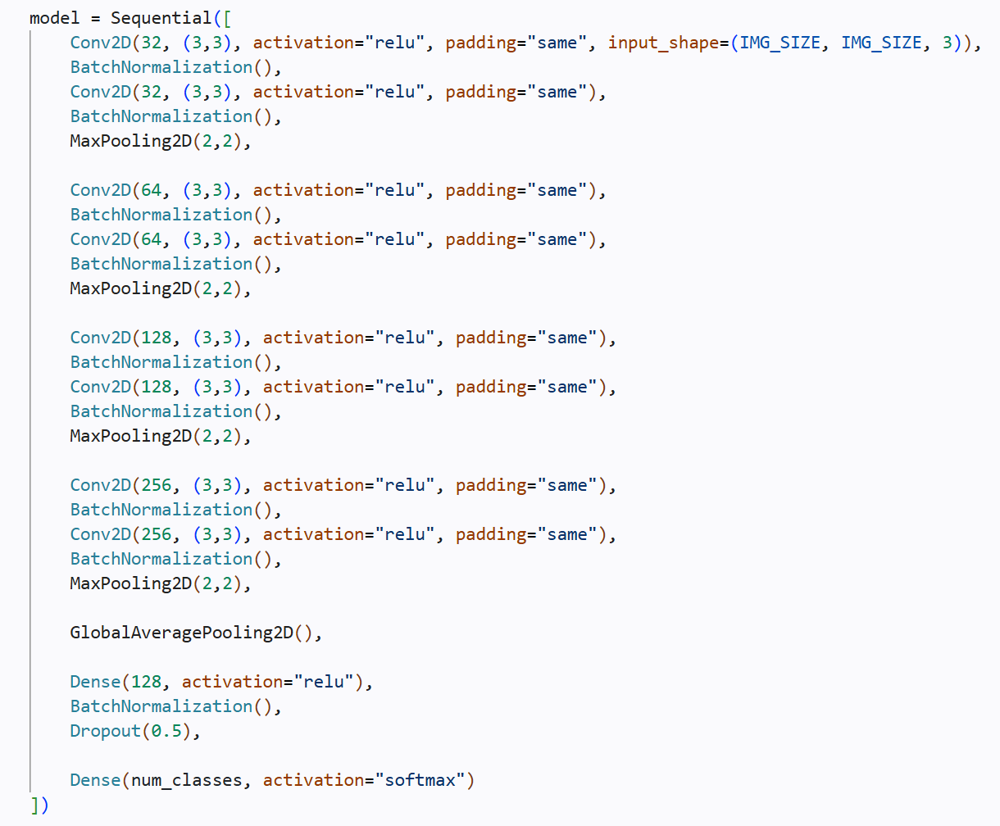 model = Sequential([
    Conv2D(32, (3,3), activation="relu", padding="same", input_shape=(IMG_SIZE, IMG_SIZE, 3)),
    BatchNormalization(),
    Conv2D(32, (3,3), activation="relu", padding="same"),
    BatchNormalization(),
    MaxPooling2D(2,2),

    Conv2D(64, (3,3), activation="relu", padding="same"),
    BatchNormalization(),
    Conv2D(64, (3,3), activation="relu", padding="same"),
    BatchNormalization(),
    MaxPooling2D(2,2),

    Conv2D(128, (3,3), activation="relu", padding="same"),
    BatchNormalization(),
    Conv2D(128, (3,3), activation="relu", padding="same"),
    BatchNormalization(),
    MaxPooling2D(2,2),

    Conv2D(256, (3,3), activation="relu", padding="same"),
    BatchNormalization(),
    Conv2D(256, (3,3), activation="relu", padding="same"),
    BatchNormalization(),
    MaxPooling2D(2,2),

    GlobalAveragePooling2D(),

    Dense(128, activation="relu"),
    BatchNormalization(),
    Dropout(0.5),

    Dense(num_classes, activation="softmax")
])